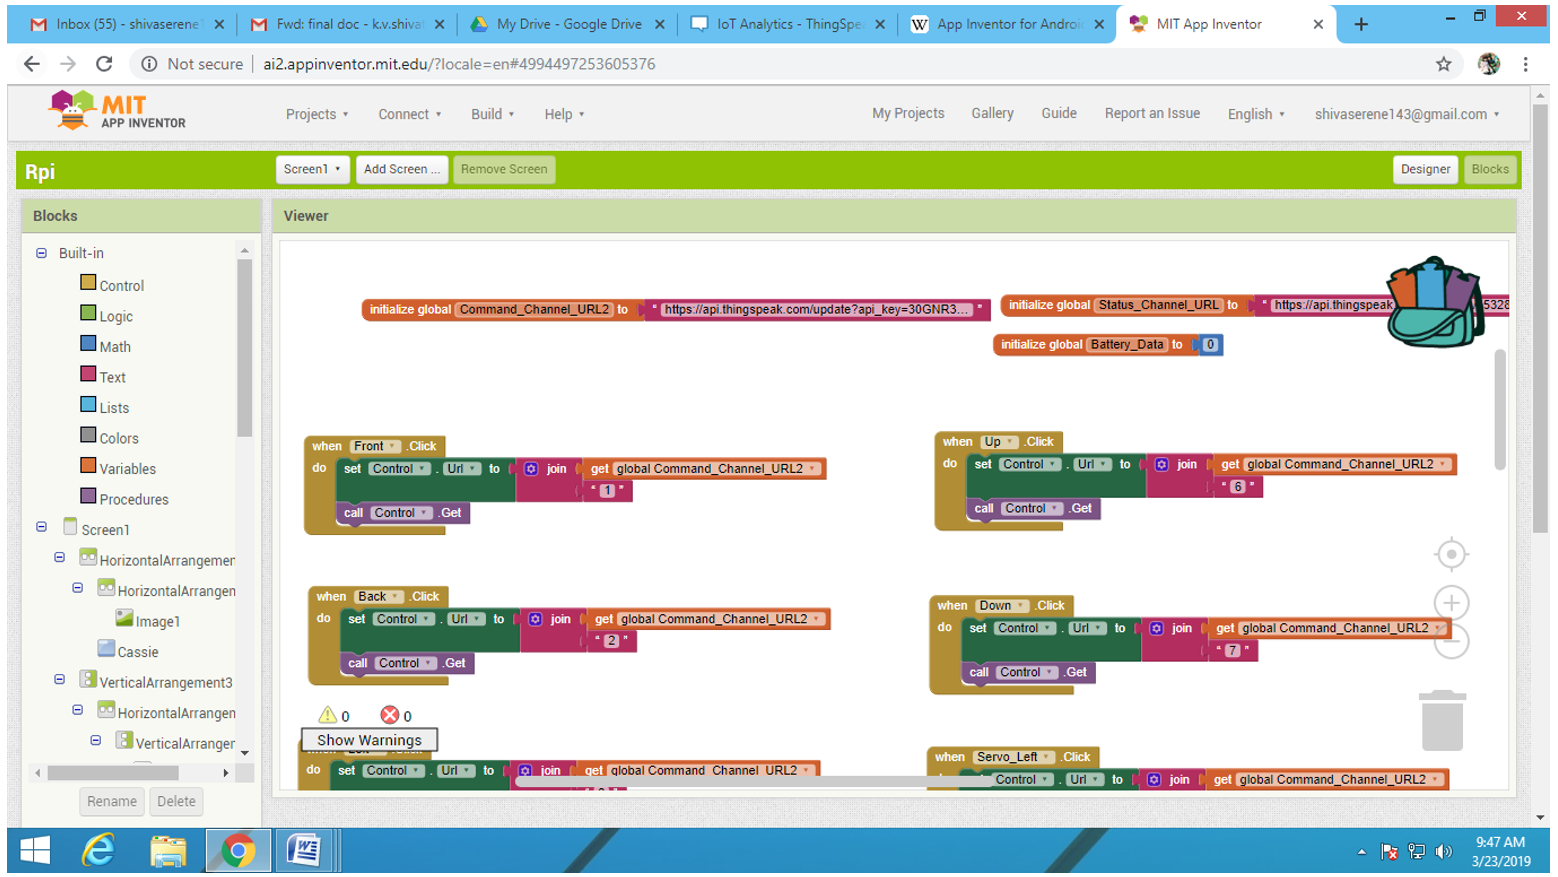 Inbox (55) - shivaserene1
Fwd: final doc - k.v.shiva
My Drive - Google Drive
IoT Analytics - ThingSpe
App Inventor for Androi
MIT App Inventor
Not secure
ai2.appinventor.mit.edu/?locale=en#4994497253605376
MIT
APP INVENTOR
Projects
Connect
Build
Help
My Projects
Gallery
Guide
Report an Issue
English
shivaserene143@gmail.com
Rpi
Screen1
Add Screen ...
Remove Screen
Designer
Blocks
Blocks
Built-in
Control
Logic
Math
Text
Lists
Colors
Variables
Procedures
Screen1
HorizontalArrangemen
HorizontalArrangen
Image1
Cassie
VerticalArrangement3
HorizontalArrangen
VerticalArranger
Rename
Delete
Viewer
initialize global Command_Channel_URL2 to " https://api.thingspeak.com/update?api_key=30GNR3... "
initialize global Status_Channel_URL to " https://api.thingspeak 5328
initialize global Battery_Data to 0
when Front .Click
do set Control . Url to join get global Command_Channel_URL2
" 1 "
call Control .Get
when Up .Click
do set Control . Url to join get global Command_Channel_URL2
" 6 "
call Control .Get
when Back .Click
do set Control . Url to join get global Command_Channel_URL2
" 2 "
call Control .Get
when Down .Click
do set Control . Url to join get global Command_Channel_URL2
" 7 "
call Control .Get
0 0
Show Warnings
do set Control . Url to join get global Command_Channel_URL2
when Servo_Left .Click
Control . Url to join get global Command_Channel_URL2
9:47 AM
3/23/2019